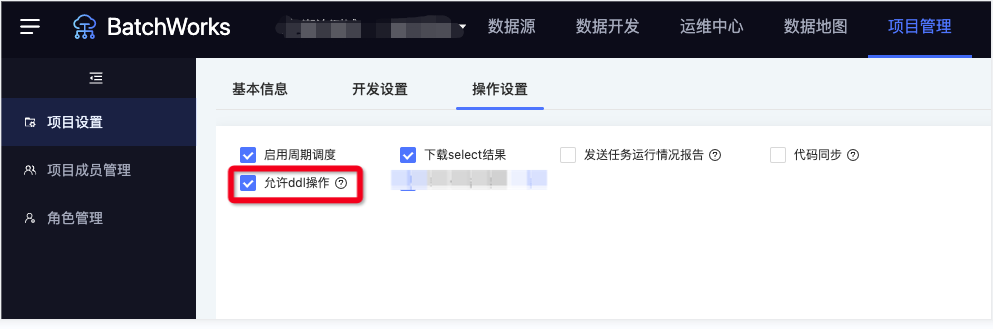 BatchWorks
数据源
数据开发
运维中心
数据地图
项目管理
项目设置
项目成员管理
角色管理
基本信息
开发设置
操作设置
启用周期调度
下载select结果
发送任务运行情况报告
代码同步
允许ddl操作